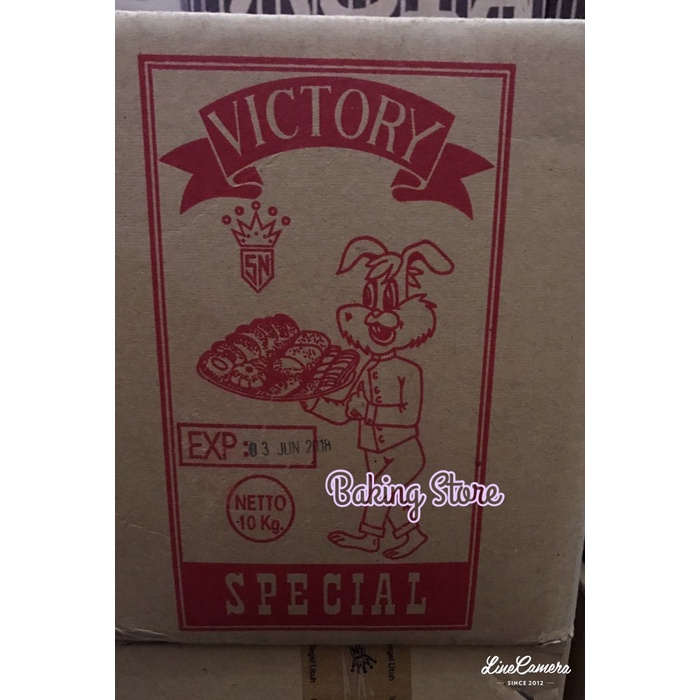 VICTORY
SN
EXP : 03 JUN 2018
Baking Store
NETTO
10 Kg.
SPECIAL
LineCamera
SINCE 2012